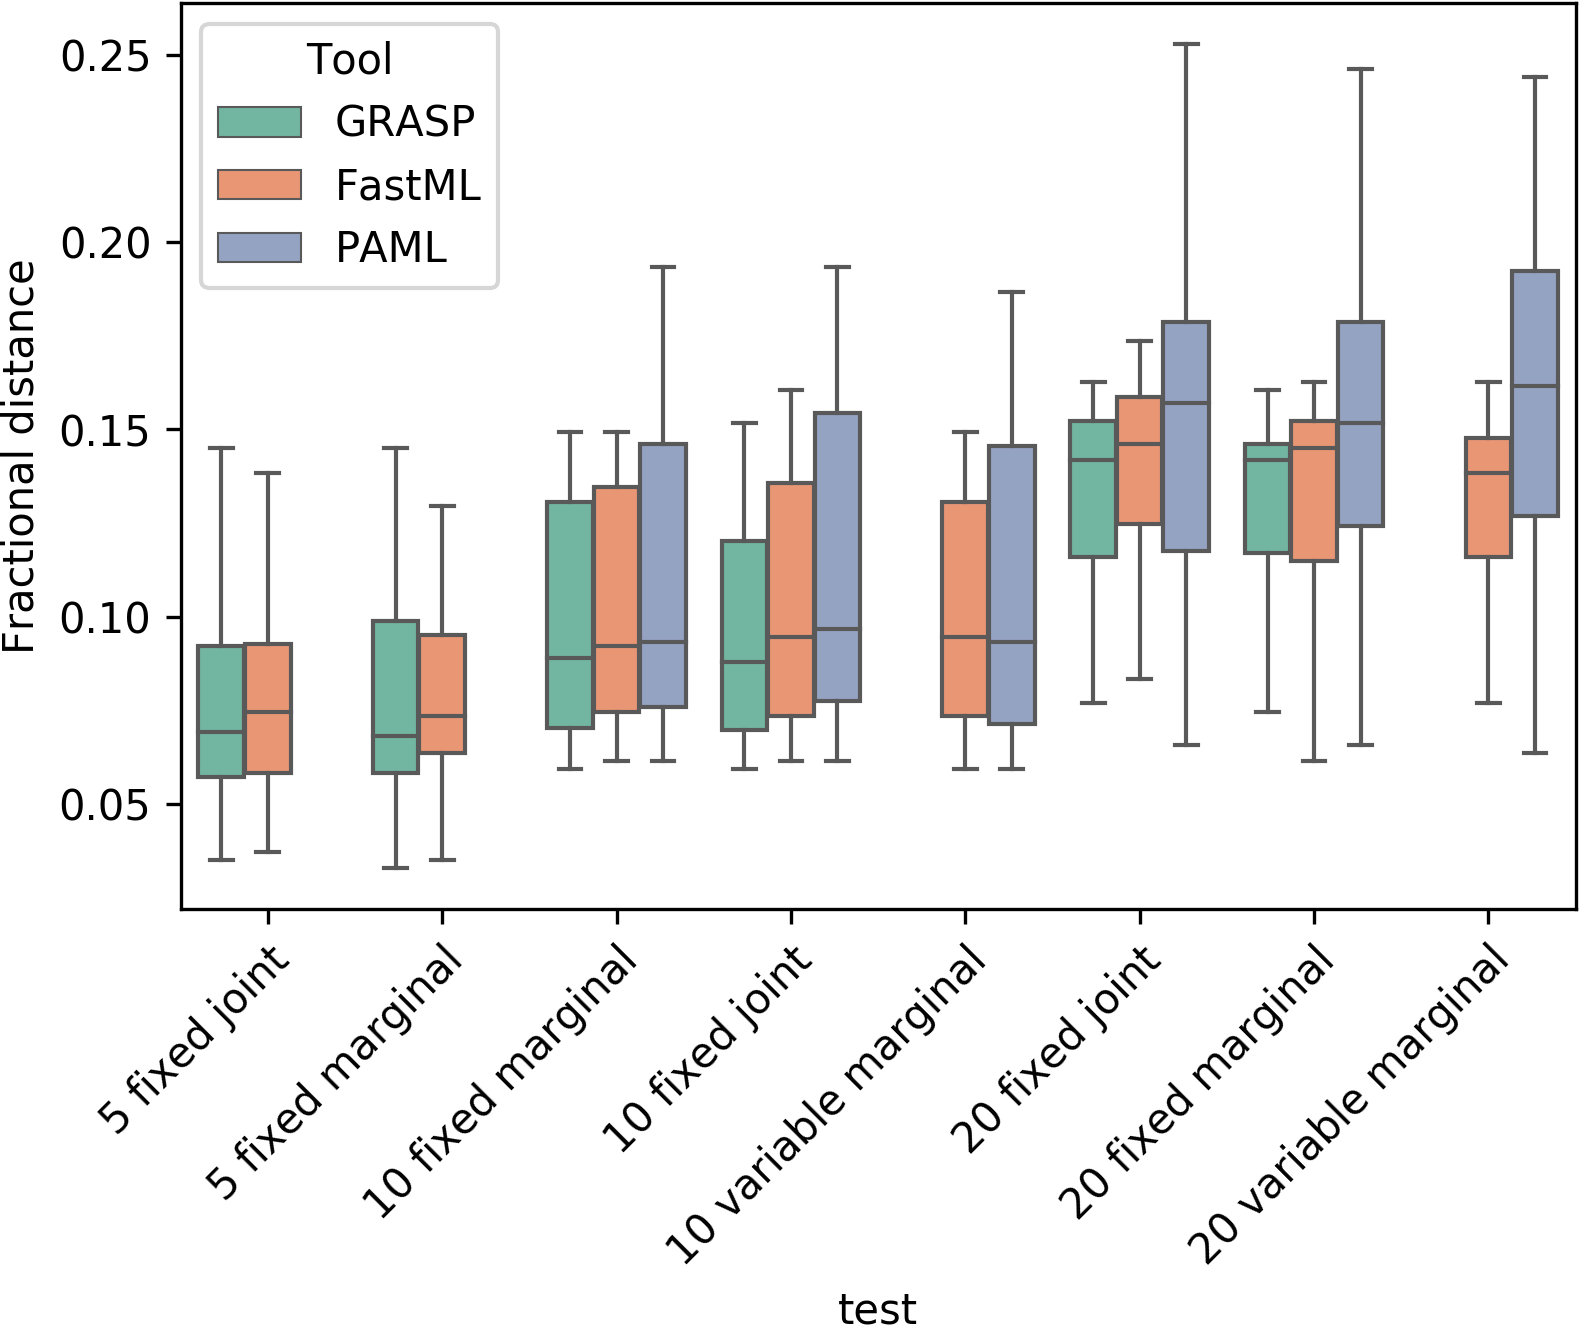 Tool
GRASP
FastML
PAML
0.25
0.20
0.15
0.10
0.05
Fractional distance
5 fixed joint
5 fixed marginal
10 fixed marginal
10 fixed joint
10 variable marginal
20 fixed joint
20 fixed marginal
20 variable marginal
test